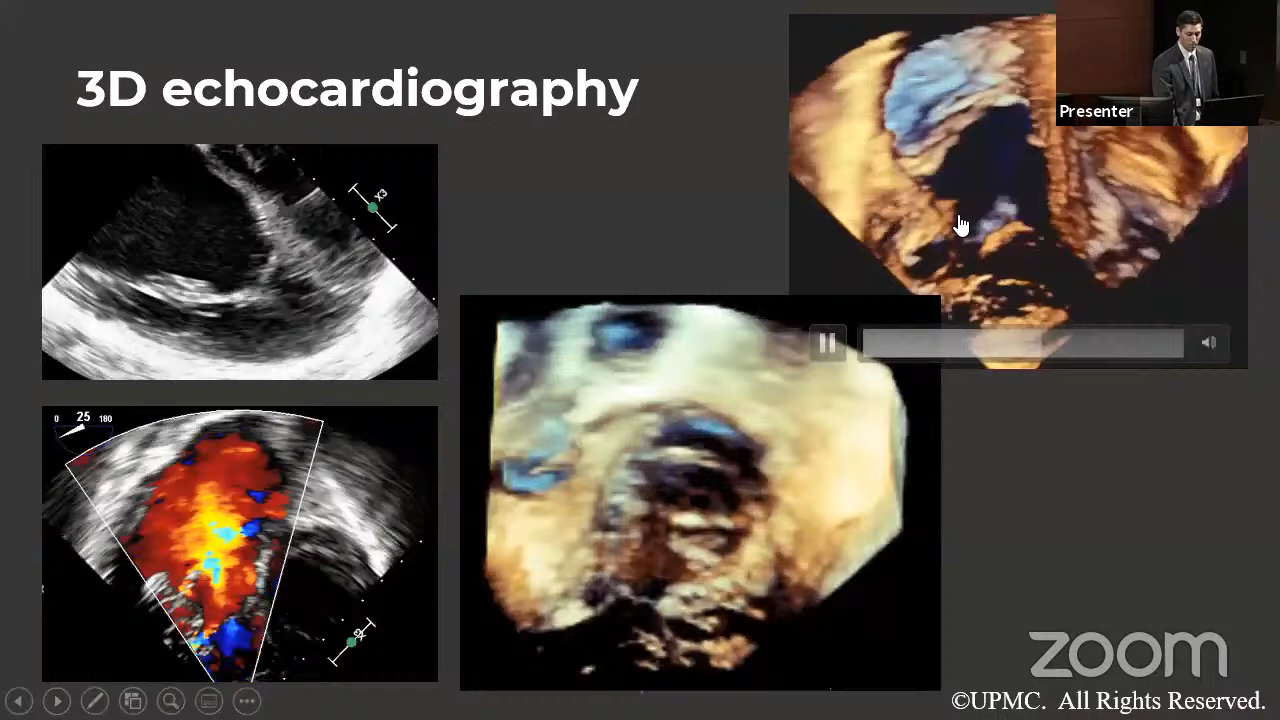 3D echocardiography
Presenter
X3
0 25 180
zoom
©UPMC. All Rights Reserved.